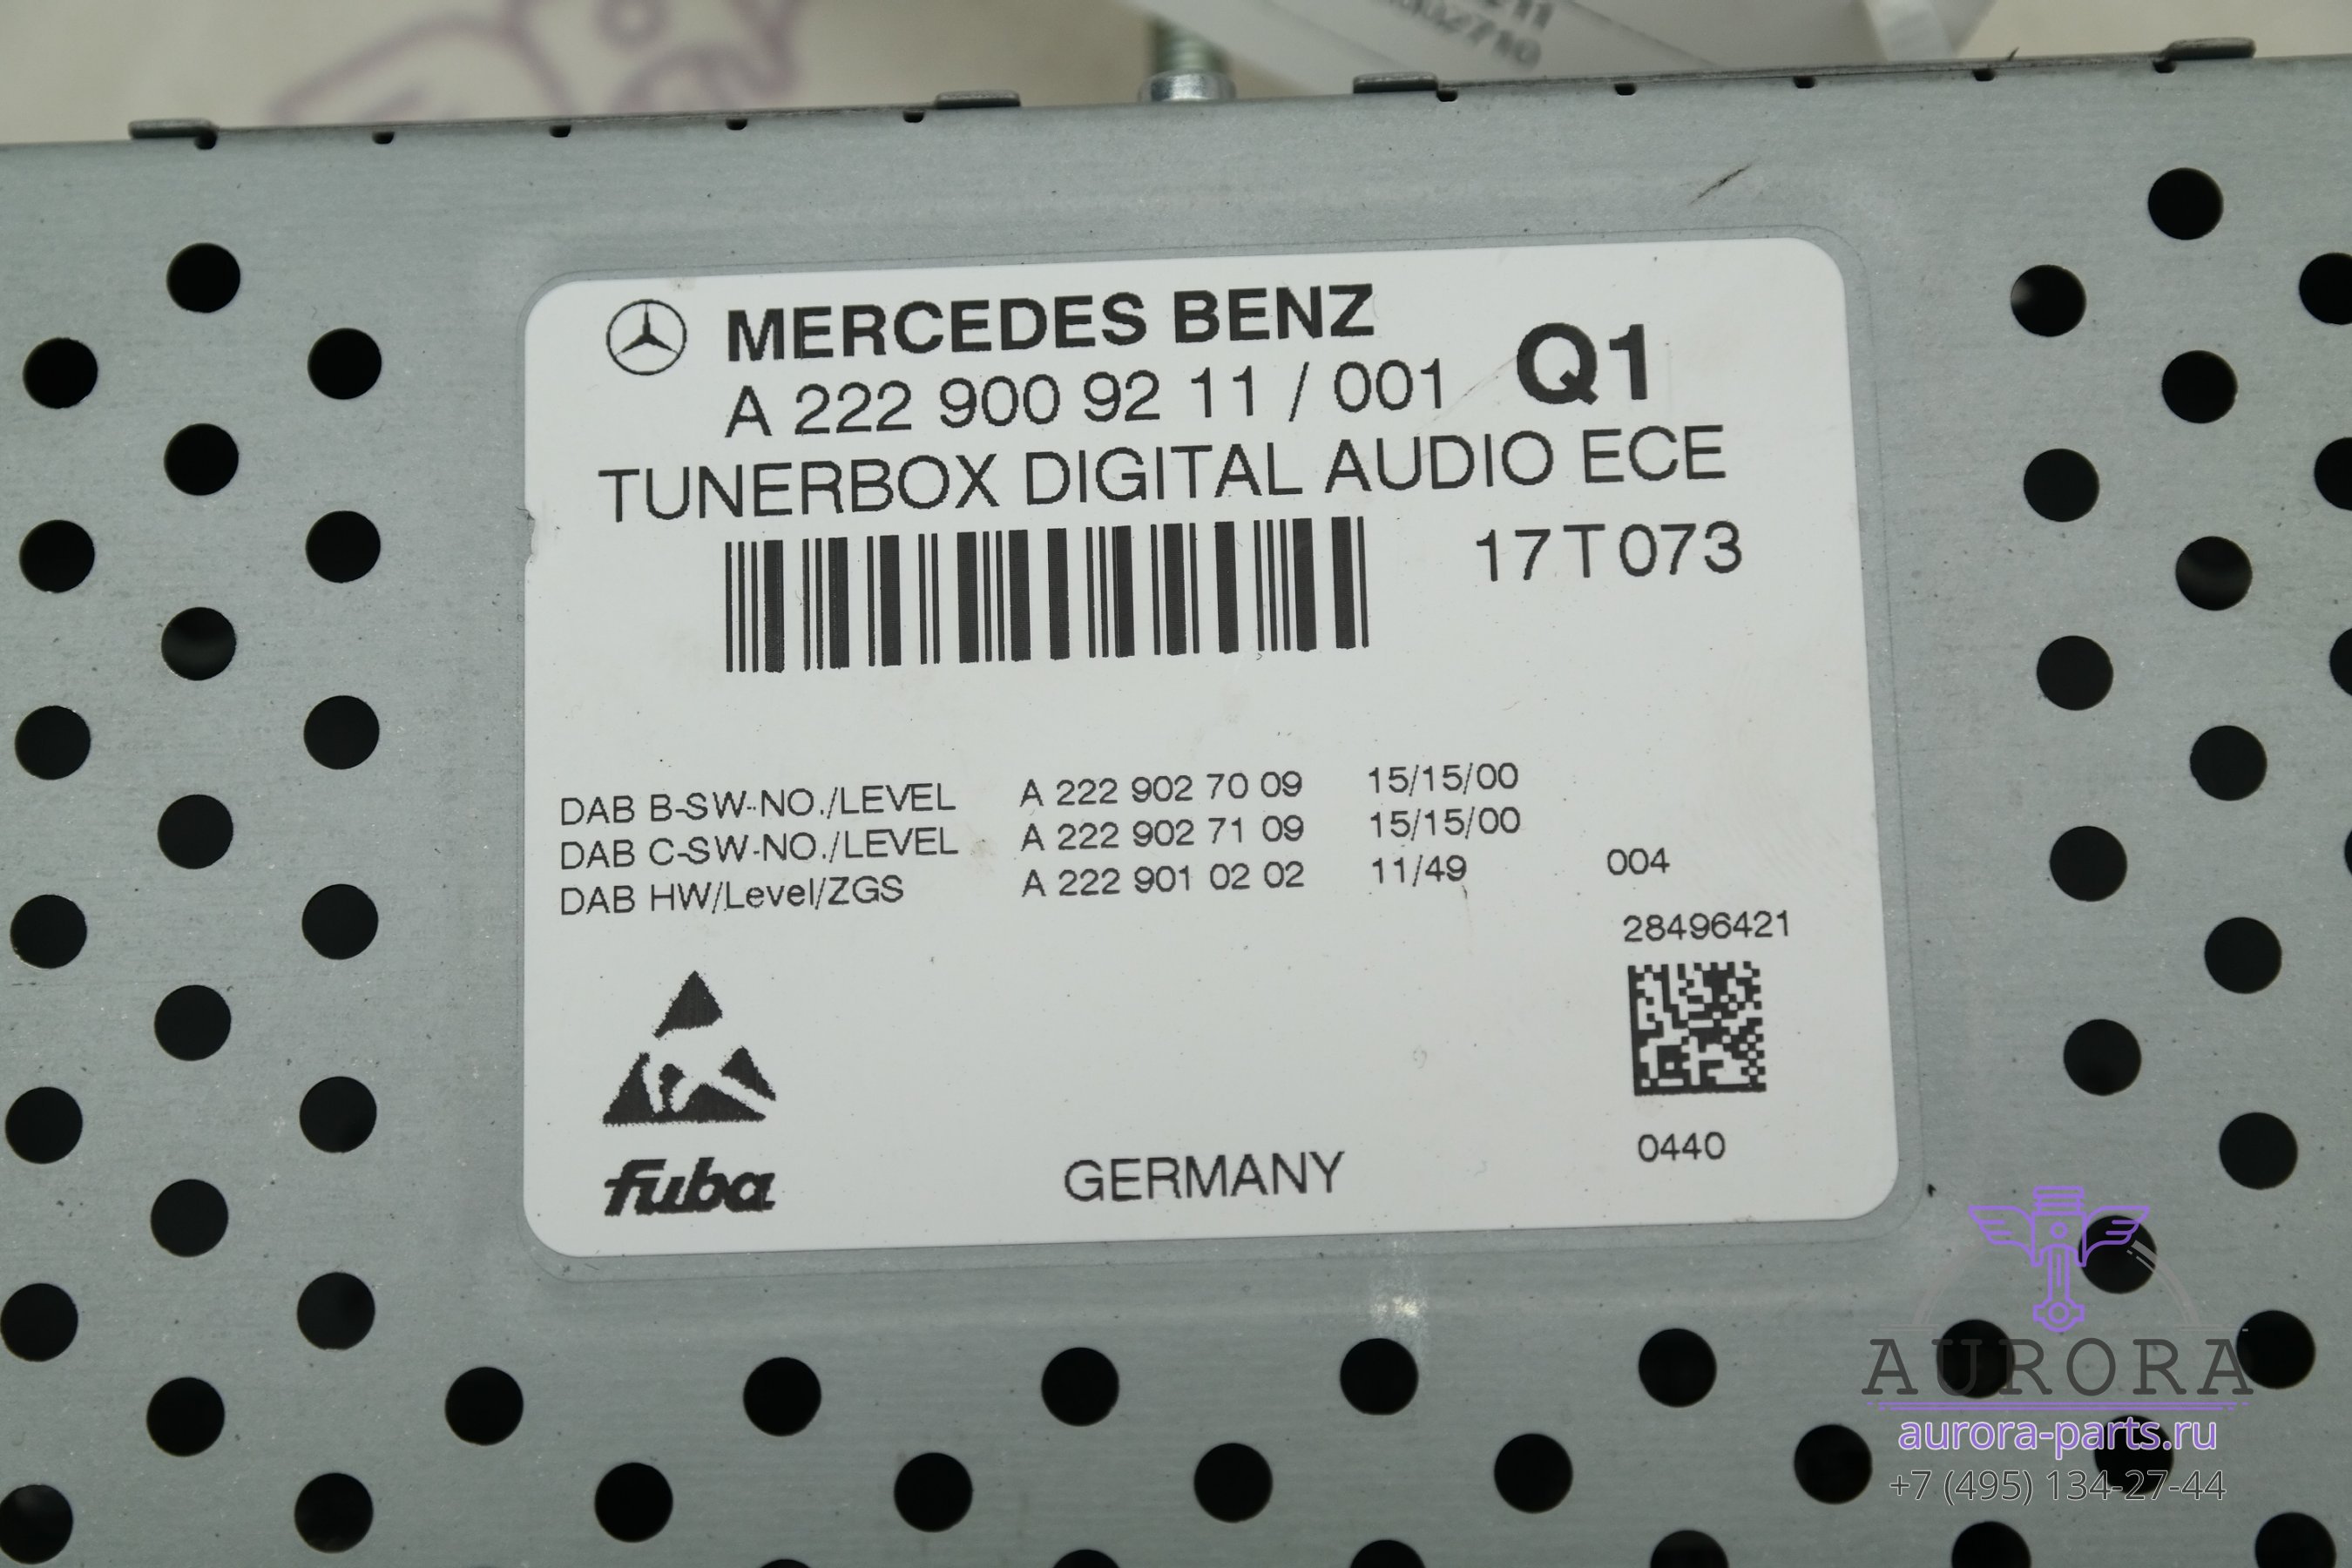 MERCEDES BENZ
A 222 900 92 11 / 001 Q1
TUNERBOX DIGITAL AUDIO ECE
17T073
DAB B-SW-NO./LEVEL A 222 902 70 09 15/15/00
DAB C-SW-NO./LEVEL A 222 902 71 09 15/15/00
DAB HW/Level/ZGS A 222 901 02 02 11/49 004
28496421
0440
fuba GERMANY
AURORA
aurora-parts.ru
+7 (495) 134-27-44